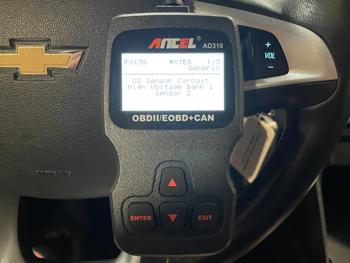 ANCEL
AD310
P0138 $07E8 1/3
Generic
O2 Sensor Circuit
High Voltage Bank 1
Sensor 2
OBDII/EOBD+CAN
+
VOL
−
ENTER
EXIT